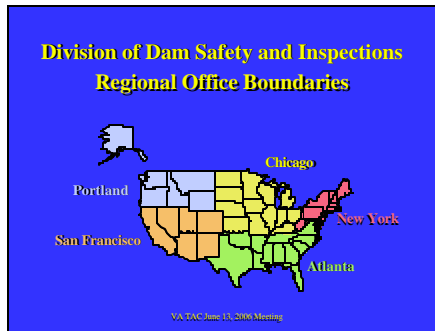 Division of Dam Safety and Inspections
Regional Office Boundaries
Chicago
Portland
New York
San Francisco
Atlanta
VA TAC June 13, 2006 Meeting